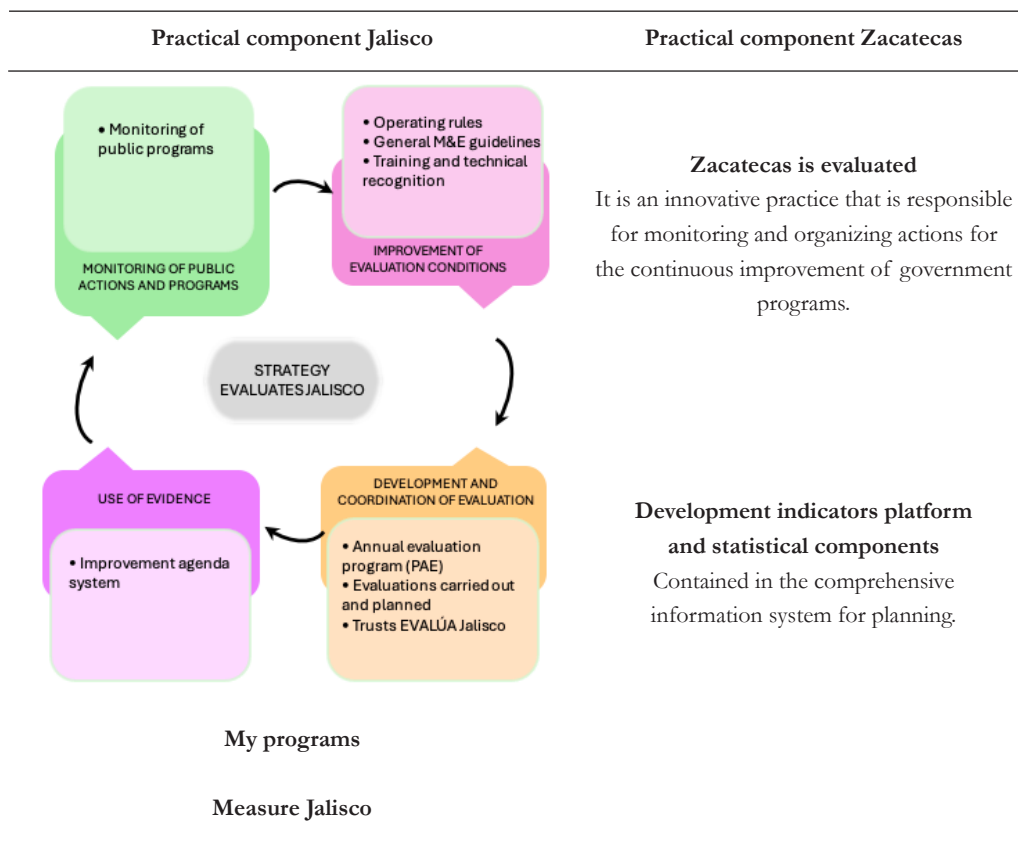 Practical component Jalisco
Practical component Zacatecas
• Monitoring of
public programs
MONITORING OF PUBLIC
ACTIONS AND PROGRAMS
• Operating rules
• General M&E guidelines
• Training and technical
recognition
IMPROVEMENT OF
EVALUATION CONDITIONS
STRATEGY
EVALUATES JALISCO
DEVELOPMENT AND
COORDINATION OF EVALUATION
• Annual evaluation
program (PAE)
• Evaluations carried out
and planned
• Trusts EVALÚA Jalisco
USE OF EVIDENCE
• Improvement agenda
system
My programs
Measure Jalisco
Zacatecas is evaluated
It is an innovative practice that is responsible
for monitoring and organizing actions for
the continuous improvement of government
programs.
Development indicators platform
and statistical components
Contained in the comprehensive
information system for planning.